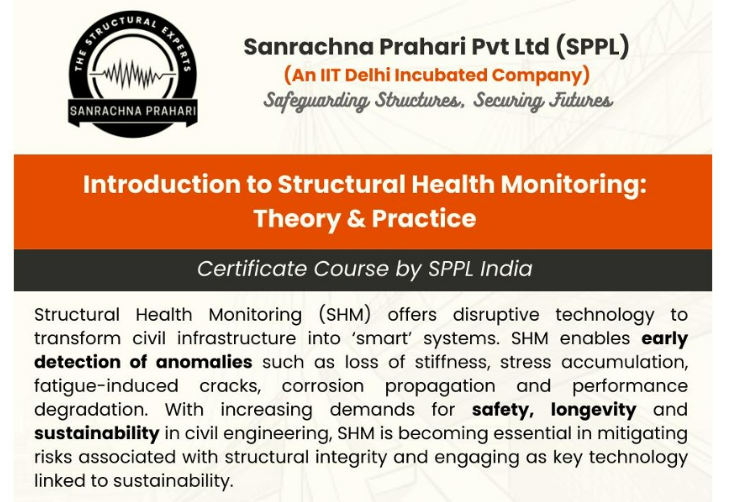 THE STRUCTURAL EXPERTS
SANRACHNA PRAHARI
Sanrachna Prahari Pvt Ltd (SPPL)
(An IIT Delhi Incubated Company)
Safeguarding Structures, Securing Futures
Introduction to Structural Health Monitoring:
Theory & Practice
Certificate Course by SPPL India
Structural Health Monitoring (SHM) offers disruptive technology to
transform civil infrastructure into ‘smart’ systems. SHM enables early
detection of anomalies such as loss of stiffness, stress accumulation,
fatigue-induced cracks, corrosion propagation and performance
degradation. With increasing demands for safety, longevity and
sustainability in civil engineering, SHM is becoming essential in mitigating
risks associated with structural integrity and engaging as key technology
linked to sustainability.